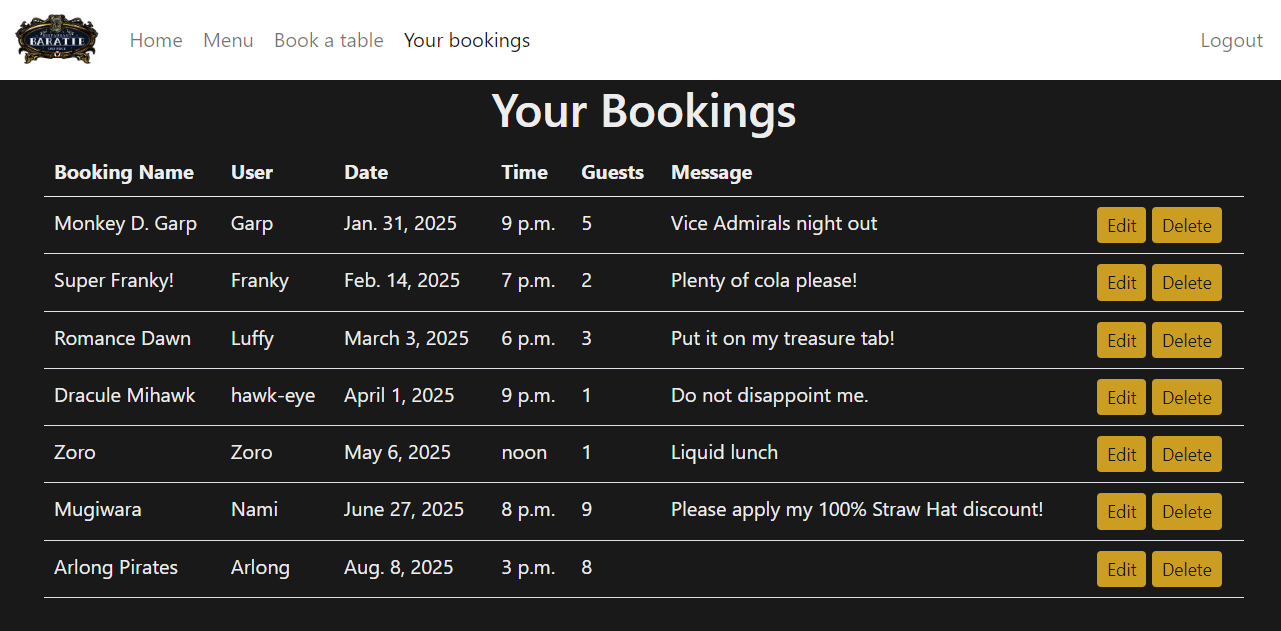 BARATIE
Home Menu Book a table Your bookings Logout
Your Bookings
Booking Name User Date Time Guests Message
Monkey D. Garp Garp Jan. 31, 2025 9 p.m. 5 Vice Admirals night out Edit Delete
Super Franky! Franky Feb. 14, 2025 7 p.m. 2 Plenty of cola please! Edit Delete
Romance Dawn Luffy March 3, 2025 6 p.m. 3 Put it on my treasure tab! Edit Delete
Dracule Mihawk hawk-eye April 1, 2025 9 p.m. 1 Do not disappoint me. Edit Delete
Zoro Zoro May 6, 2025 noon 1 Liquid lunch Edit Delete
Mugiwara Nami June 27, 2025 8 p.m. 9 Please apply my 100% Straw Hat discount! Edit Delete
Arlong Pirates Arlong Aug. 8, 2025 3 p.m. 8 Edit Delete